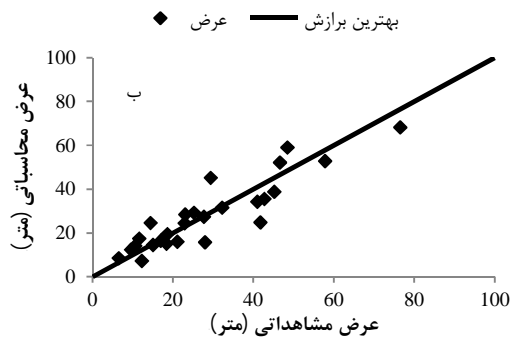 عرض بهترین برازش
ب
100
80
60
40
20
0
عرض محاسباتی (متر)
0 20 40 60 80 100
عرض مشاهداتی (متر)